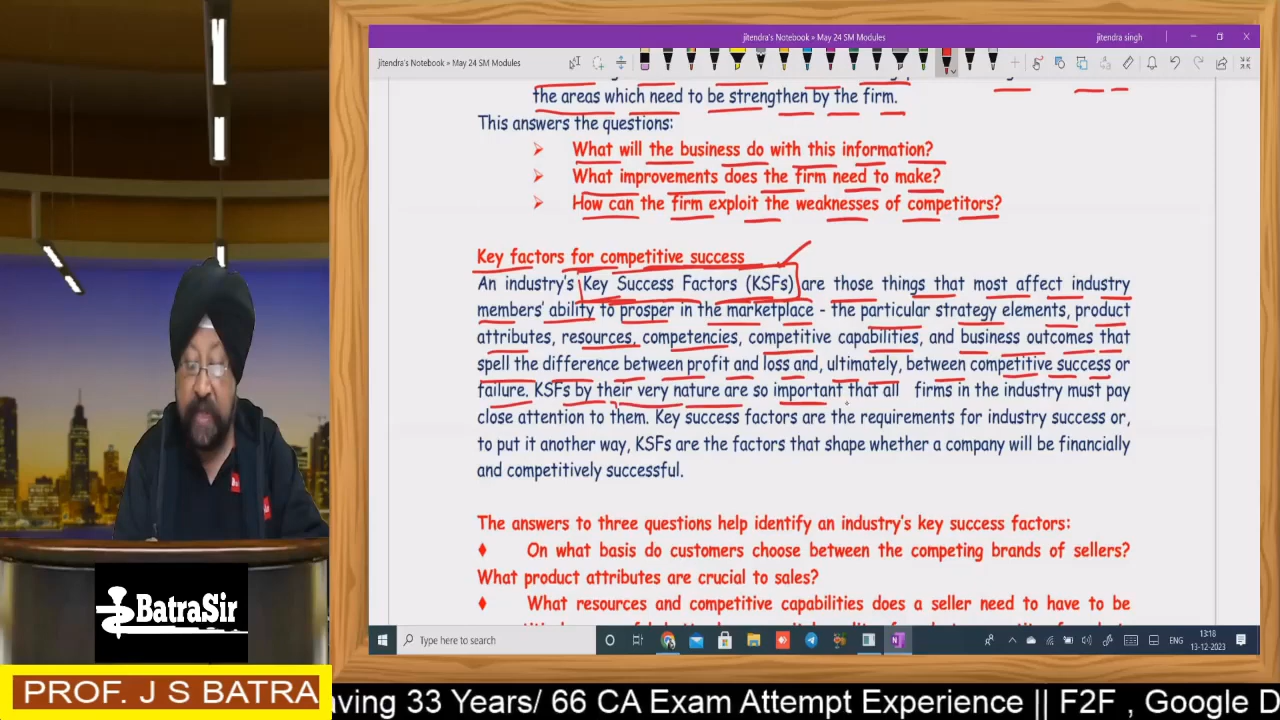 jitendra's Notebook » May 24 SM Modules
jitendra singh
jitendra's Notebook » May 24 SM Modules
the areas which need to be strengthen by the firm.
This answers the questions:
What will the business do with this information?
What improvements does the firm need to make?
How can the firm exploit the weaknesses of competitors?
Key factors for competitive success
An industry's Key Success Factors (KSFs) are those things that most affect industry
members' ability to prosper in the marketplace - the particular strategy elements, product
attributes, resources, competencies, competitive capabilities, and business outcomes that
spell the difference between profit and loss and, ultimately, between competitive success or
failure. KSFs by their very nature are so important that all firms in the industry must pay
close attention to them. Key success factors are the requirements for industry success or,
to put it another way, KSFs are the factors that shape whether a company will be financially
and competitively successful.
The answers to three questions help identify an industry's key success factors:
♦ On what basis do customers choose between the competing brands of sellers?
What product attributes are crucial to sales?
♦ What resources and competitive capabilities does a seller need to have to be
Type here to search
ENG
13:18
13-12-2023
BatraSir
PROF. J S BATRA
aving 33 Years/ 66 CA Exam Attempt Experience || F2F , Google D